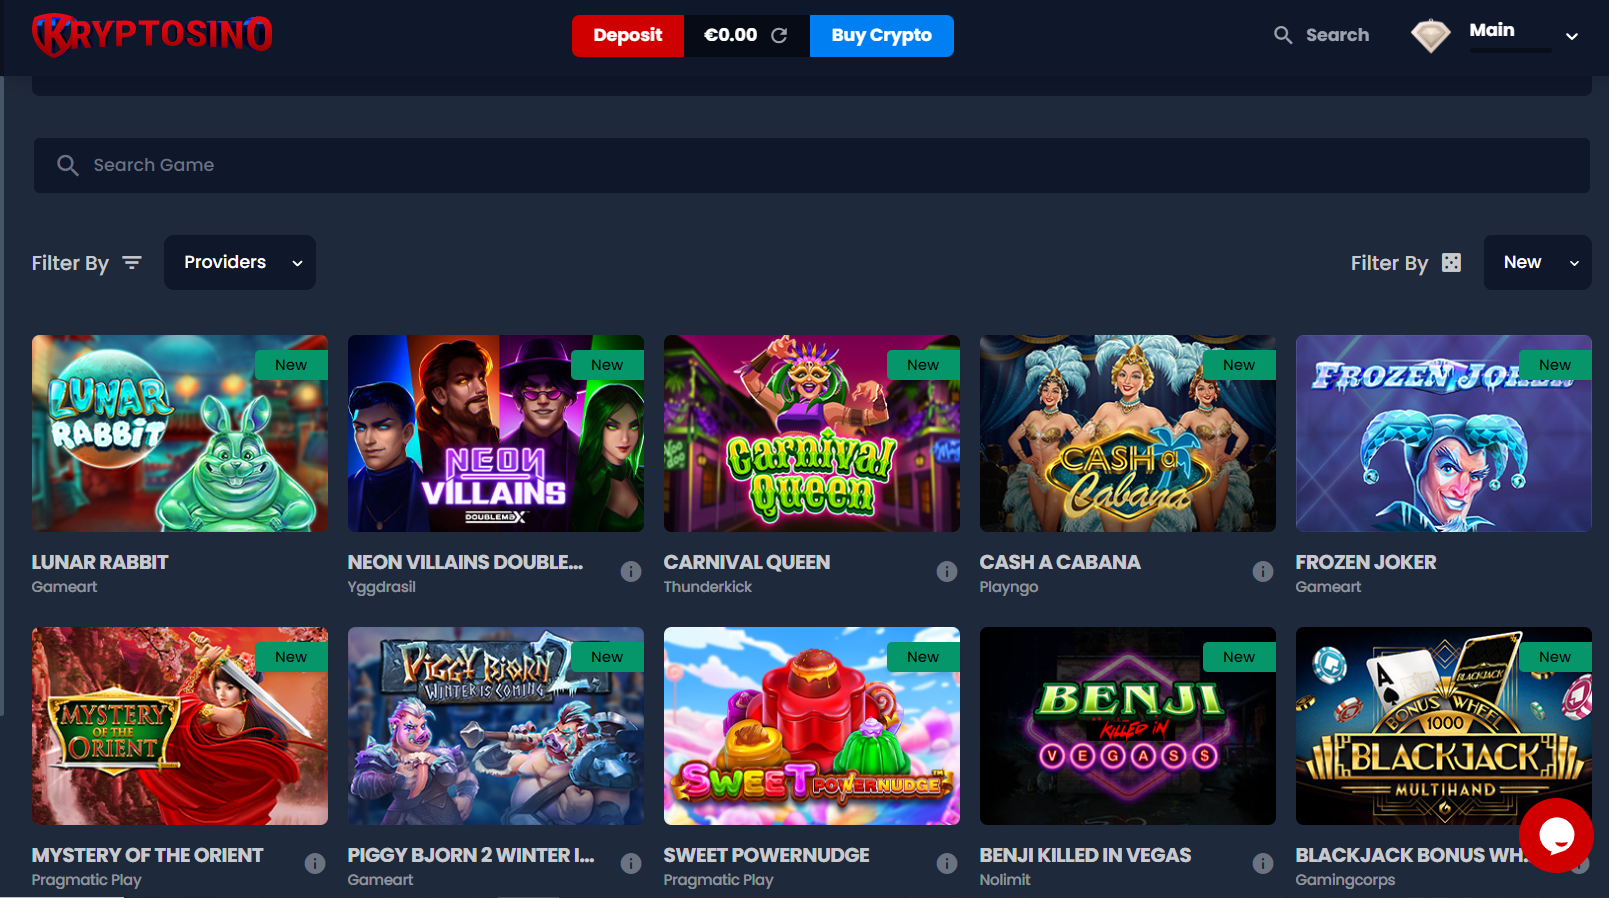 KRYPTOSINO
Deposit
€0.00
Buy Crypto
Search
Main
Search Game
Filter By
Providers
Filter By
New
LUNAR RABBIT
New
NEON VILLAINS
DOUBLEMAX
New
Carnival Queen
New
CASH a Cabana
New
FROZEN JOKER
New
LUNAR RABBIT
Gameart
NEON VILLAINS DOUBLE...
Yggdrasil
CARNIVAL QUEEN
Thunderkick
CASH A CABANA
Playngo
FROZEN JOKER
Gameart
MYSTERY OF THE ORIENT
New
PIGGY BJORN 2
WINTER IS COMING
New
SWEET POWERNUDGE™
New
BENJI
KILLED IN
VEGAS$
New
A
BLACKJACK
BONUS WHEEL
1000
BLACKJACK
MULTIHAND
New
MYSTERY OF THE ORIENT
Pragmatic Play
PIGGY BJORN 2 WINTER I...
Gameart
SWEET POWERNUDGE
Pragmatic Play
BENJI KILLED IN VEGAS
Nolimit
BLACKJACK BONUS WH...
Gamingcorps